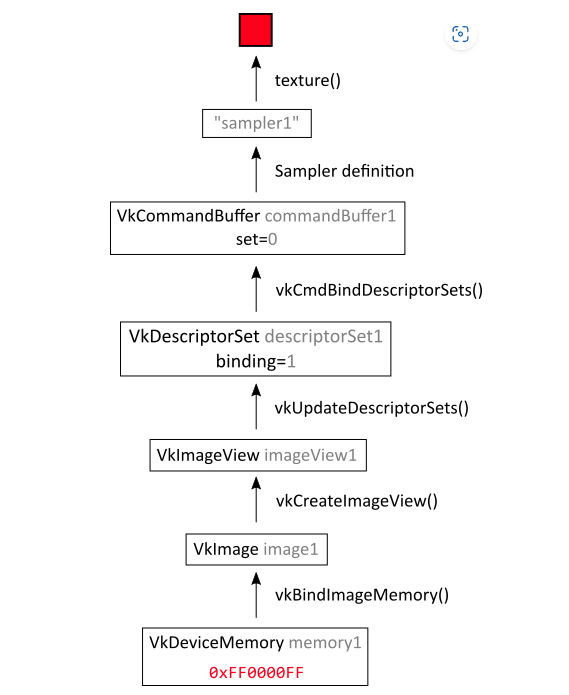 texture()
"sampler1"
Sampler definition
VkCommandBuffer commandBuffer1
set=0
vkCmdBindDescriptorSets()
VkDescriptorSet descriptorSet1
binding=1
vkUpdateDescriptorSets()
VkImageView imageView1
vkCreateImageView()
VkImage image1
vkBindImageMemory()
VkDeviceMemory memory1
0xFF0000FF